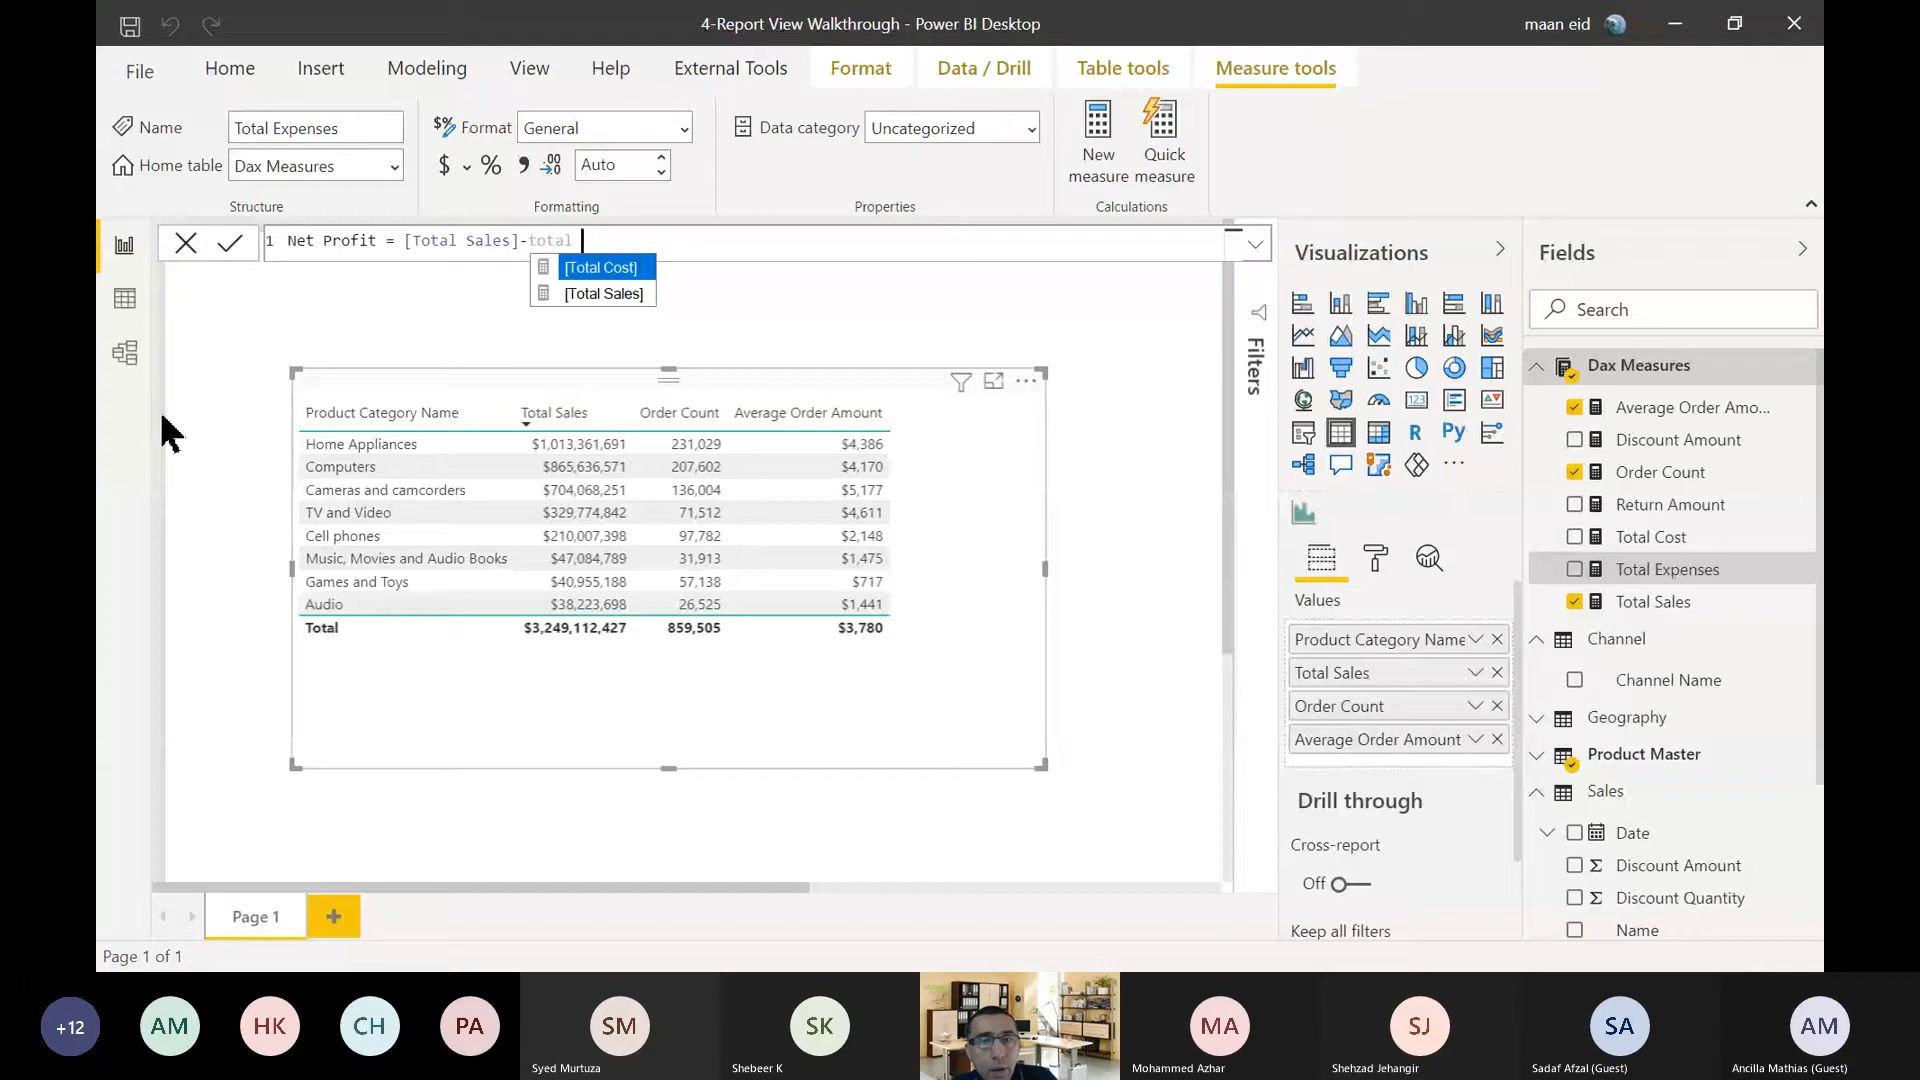 4-Report View Walkthrough - Power BI Desktop
maan eid
File
Home
Insert
Modeling
View
Help
External Tools
Format
Data / Drill
Table tools
Measure tools
Name
Total Expenses
Home table
Dax Measures
Structure
$% Format
General
$ % , .00
Auto
Formatting
Data category
Uncategorized
Properties
New
measure
Quick
measure
Calculations
1 Net Profit = [Total Sales]-total
[Total Cost]
[Total Sales]
Product Category Name Total Sales Order Count Average Order Amount
Home Appliances $1,013,361,691 231,029 $4,386
Computers $865,636,571 207,602 $4,170
Cameras and camcorders $704,068,251 136,004 $5,177
TV and Video $329,774,842 71,512 $4,611
Cell phones $210,007,398 97,782 $2,148
Music, Movies and Audio Books $47,084,789 31,913 $1,475
Games and Toys $40,955,188 57,138 $717
Audio $38,223,698 26,525 $1,441
Total $3,249,112,427 859,505 $3,780
Filters
Visualizations
123
R
Py
Values
Product Category Name
Total Sales
Order Count
Average Order Amount
Drill through
Cross-report
Off
Keep all filters
Fields
Search
Dax Measures
Average Order Amo...
Discount Amount
Order Count
Return Amount
Total Cost
Total Expenses
Total Sales
Channel
Channel Name
Geography
Product Master
Sales
Date
Discount Amount
Discount Quantity
Name
Page 1
Page 1 of 1
+12
AM
HK
CH
PA
SM
Syed Murtuza
SK
Shebeer K
MA
Mohammed Azhar
SJ
Shehzad Jehangir
SA
Sadaf Afzal (Guest)
AM
Ancilla Mathias (Guest)